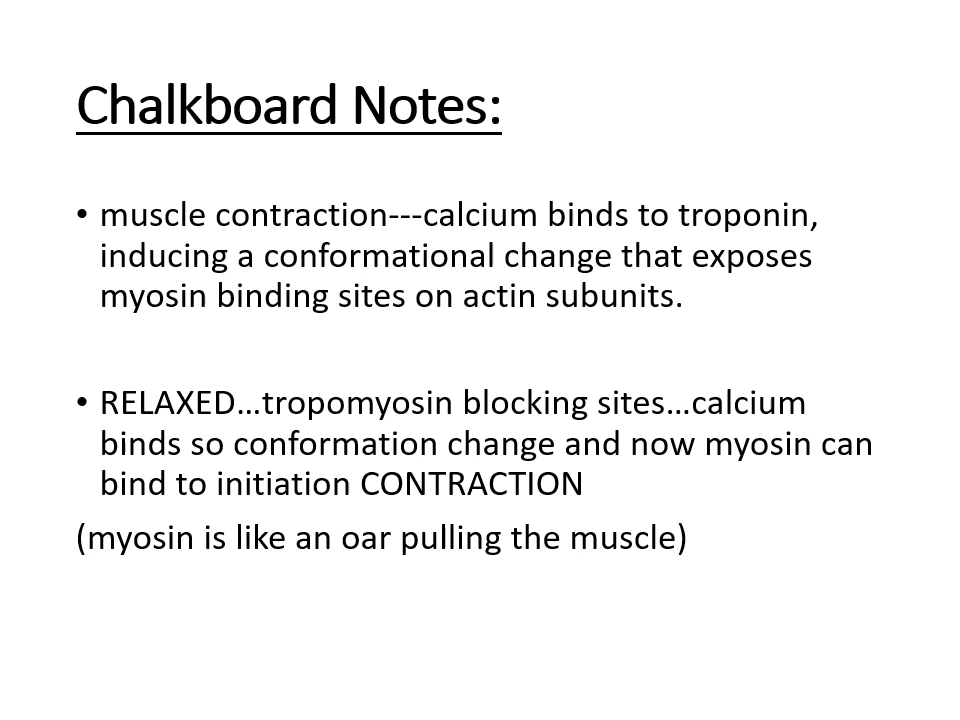 Chalkboard Notes:
• muscle contraction---calcium binds to troponin,
inducing a conformational change that exposes
myosin binding sites on actin subunits.
• RELAXED…tropomyosin blocking sites…calcium
binds so conformation change and now myosin can
bind to initiation CONTRACTION
(myosin is like an oar pulling the muscle)